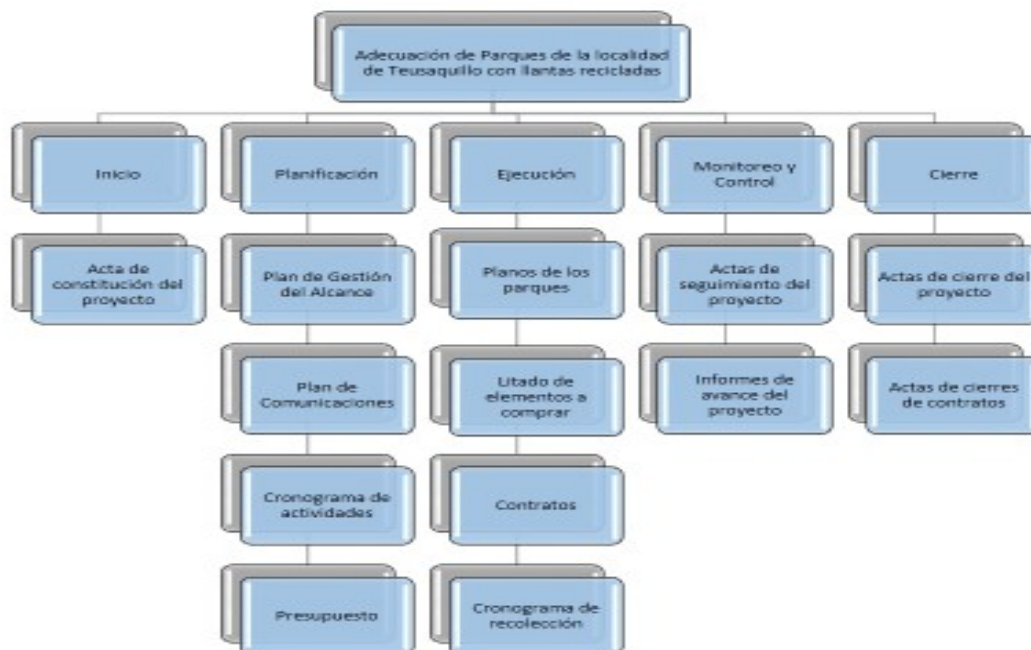 Adecuación de Parques de la localidad
de Teusaquillo con llantas recicladas
Inicio
Planificación
Ejecución
Monitoreo y
Control
Cierre
Acta de
constitución del
proyecto
Plan de Gestión
del Alcance
Planos de los
parques
Actas de
seguimiento del
proyecto
Actas de cierre del
proyecto
Plan de
Comunicaciones
Litado de
elementos a
comprar
Informes de
avance del
proyecto
Actas de cierres
de contratos
Cronograma de
actividades
Contratos
Presupuesto
Cronograma de
recolección